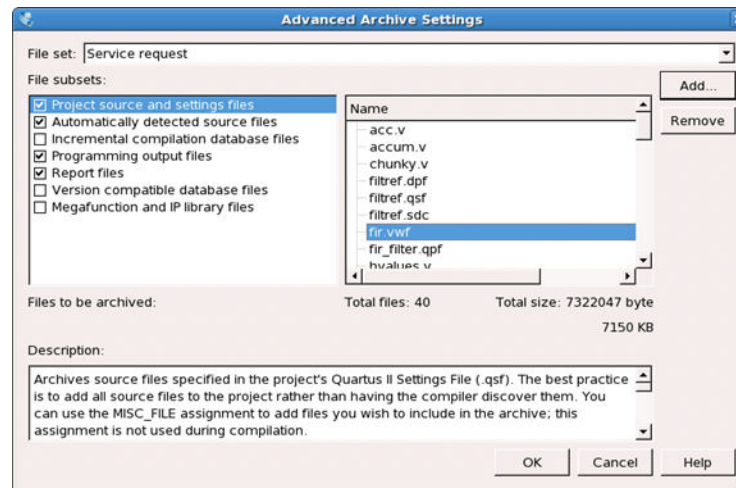 Advanced Archive Settings
File set: Service request
File subsets:
Add...
Project source and settings files
Automatically detected source files
Incremental compilation database files
Programming output files
Report files
Version compatible database files
Megafunction and IP library files
Name
acc.v
accum.v
chunky.v
filtref.dpf
filtref.qsf
filtref.sdc
fir.vwf
fir_filter.qpf
hvalues.v
Remove
Files to be archived:
Total files: 40
Total size: 7322047 byte
7150 KB
Description:
Archives source files specified in the project's Quartus II Settings File (.qsf). The best practice
is to add all source files to the project rather than having the compiler discover them. You
can use the MISC_FILE assignment to add files you wish to include in the archive; this
assignment is not used during compilation.
OK
Cancel
Help